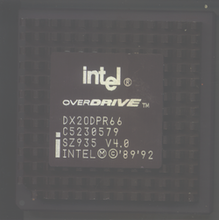 intel®
OVERDRIVE™
DX2ODPR66
C5230579
SZ935 V4.0
INTEL Ⓜ©'89'92